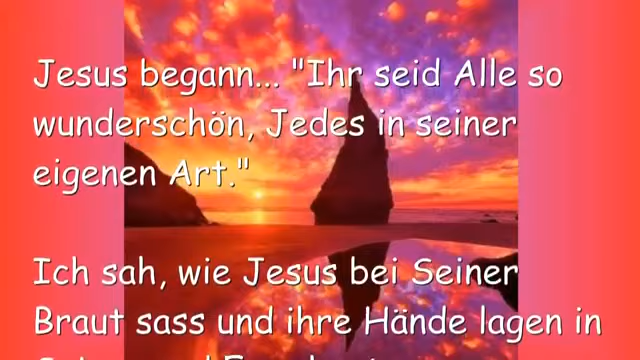 Jesus begann... "Ihr seid Alle so
wunderschön, Jedes in seiner
eigenen Art."
Ich sah, wie Jesus bei Seiner
Braut sass und ihre Hände lagen in